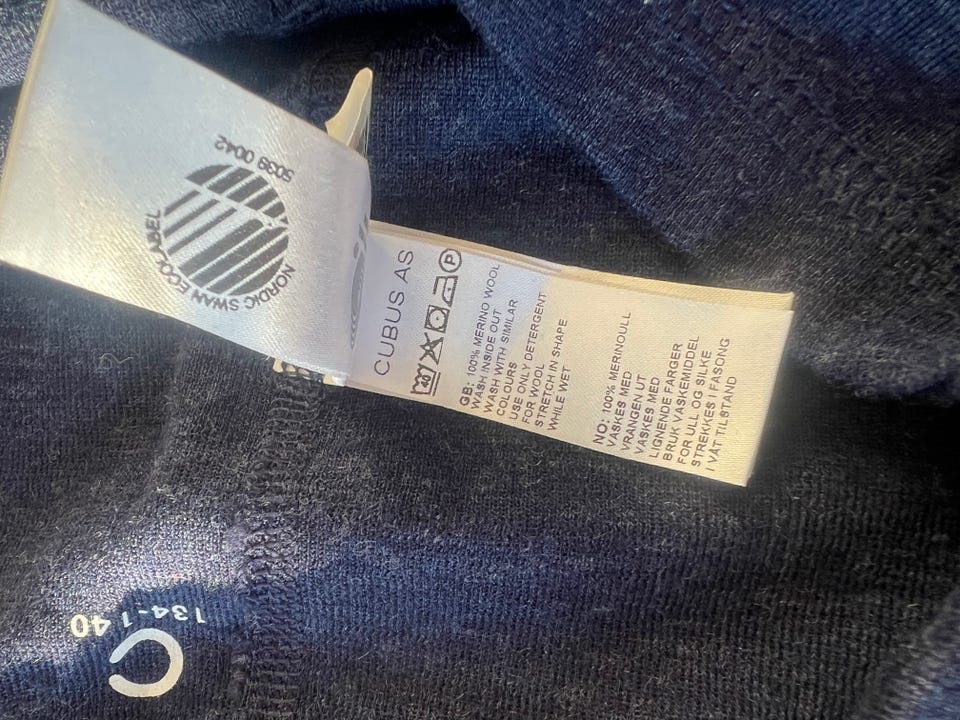 5039 0042
NORDIC SWAN ECOLABEL
CUBUS AS
P
GB: 100% MERINO WOOL
WASH INSIDE OUT
WASH WITH SIMILAR
COLOURS
USE ONLY DETERGENT
FOR WOOL
STRETCH IN SHAPE
WHILE WET
NO: 100% MERINOULL
VASKES MED
VRANGEN UT
VASKES MED
LIGNENDE FARGER
BRUK VASKEMIDDEL
FOR ULL OG SILKE
STREKKES I FASONG
I VÅT TILSTAND
134-140